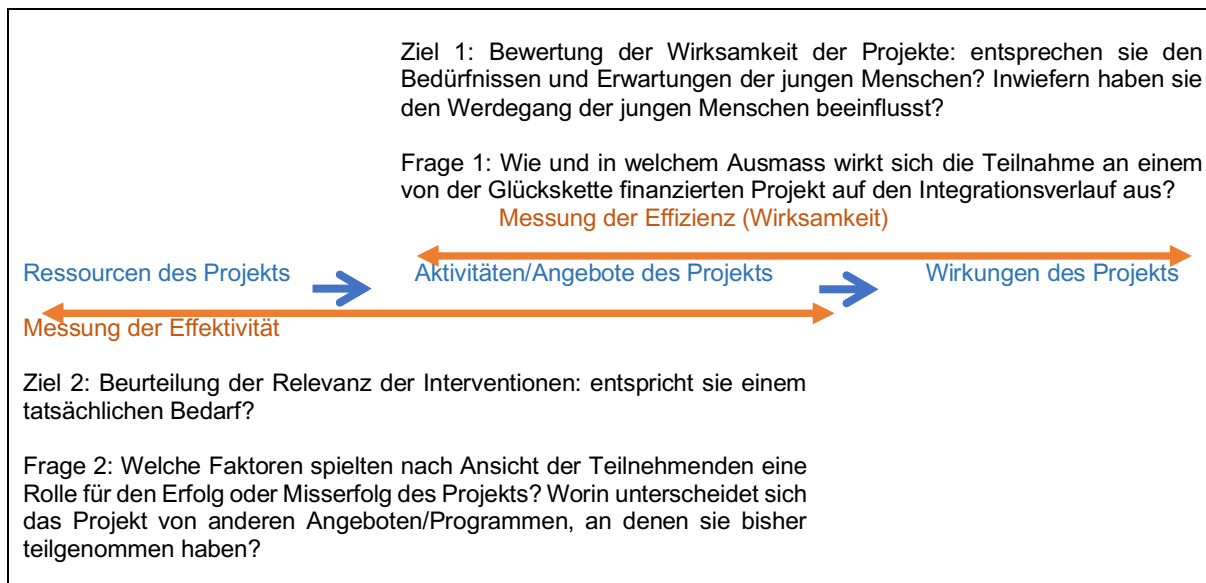 Ziel 1: Bewertung der Wirksamkeit der Projekte: entsprechen sie den
Bedürfnissen und Erwartungen der jungen Menschen? Inwiefern haben sie
den Werdegang der jungen Menschen beeinflusst?
Frage 1: Wie und in welchem Ausmass wirkt sich die Teilnahme an einem
von der Glückskette finanzierten Projekt auf den Integrationsverlauf aus?
Messung der Effizienz (Wirksamkeit)
Ressourcen des Projekts Aktivitäten/Angebote des Projekts Wirkungen des Projekts
Messung der Effektivität
Ziel 2: Beurteilung der Relevanz der Interventionen: entspricht sie einem
tatsächlichen Bedarf?
Frage 2: Welche Faktoren spielten nach Ansicht der Teilnehmenden eine
Rolle für den Erfolg oder Misserfolg des Projekts? Worin unterscheidet sich
das Projekt von anderen Angeboten/Programmen, an denen sie bisher
teilgenommen haben?